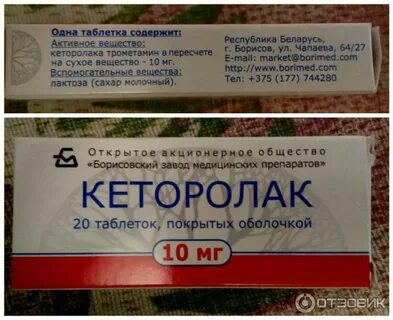 Одна таблетка содержит:
Активное вещество:
кеторолака трометамин в пересчете
на сухое вещество - 10 мг.
Вспомогательные вещества:
лактоза (сахар молочный).
Республика Беларусь,
г. Борисов, ул. Чапаева, 64/27
E-mail: market@borimed.com
http://www.borimed.com
Тел: +375 (177) 744280
Открытое акционерное общество
«Борисовский завод медицинских препаратов»
КЕТОРОЛАК
20 таблеток, покрытых оболочкой
10 мг
ОТЗОВИК